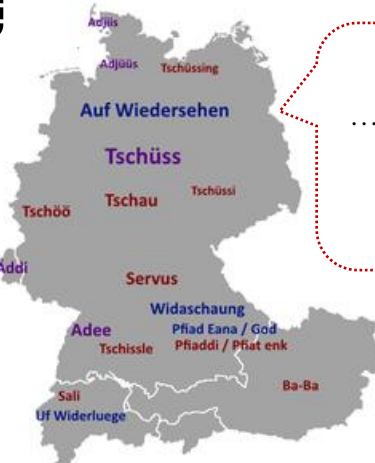 Adjiis
Adjüüs
Tschüssing
Auf Wiedersehen
Tschüss
Tschüssi
Tschau
Tschöö
Addi
Servus
Widaschaung
Adee
Pfiad Eana / God
Tschissle
Pfiaddi / Pfiat enk
Ba-Ba
Sali
Uf Widerluege
...